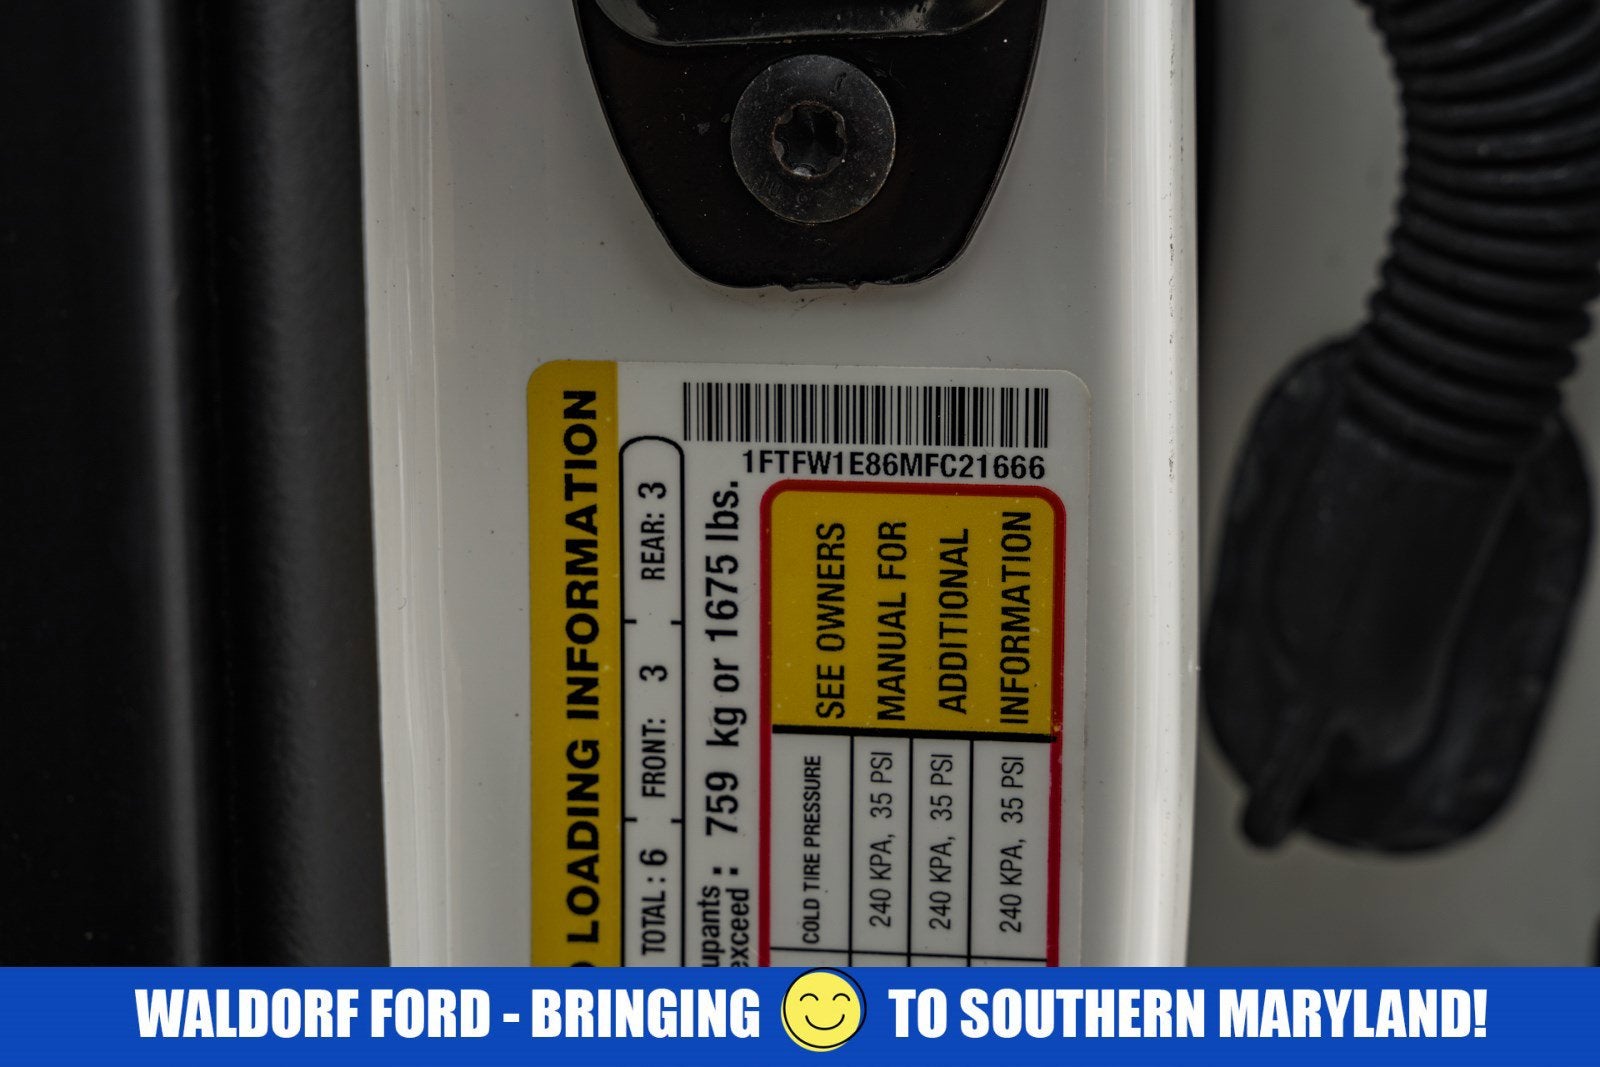 1FTFW1E86MFC21666
LOADING INFORMATION
TOTAL: 6 FRONT: 3 REAR: 3
upants
exceed : 759 kg or 1675 lbs.
COLD TIRE PRESSURE
240 KPA, 35 PSI
240 KPA, 35 PSI
240 KPA, 35 PSI
SEE OWNERS
MANUAL FOR
ADDITIONAL
INFORMATION
WALDORF FORD - BRINGING TO SOUTHERN MARYLAND!